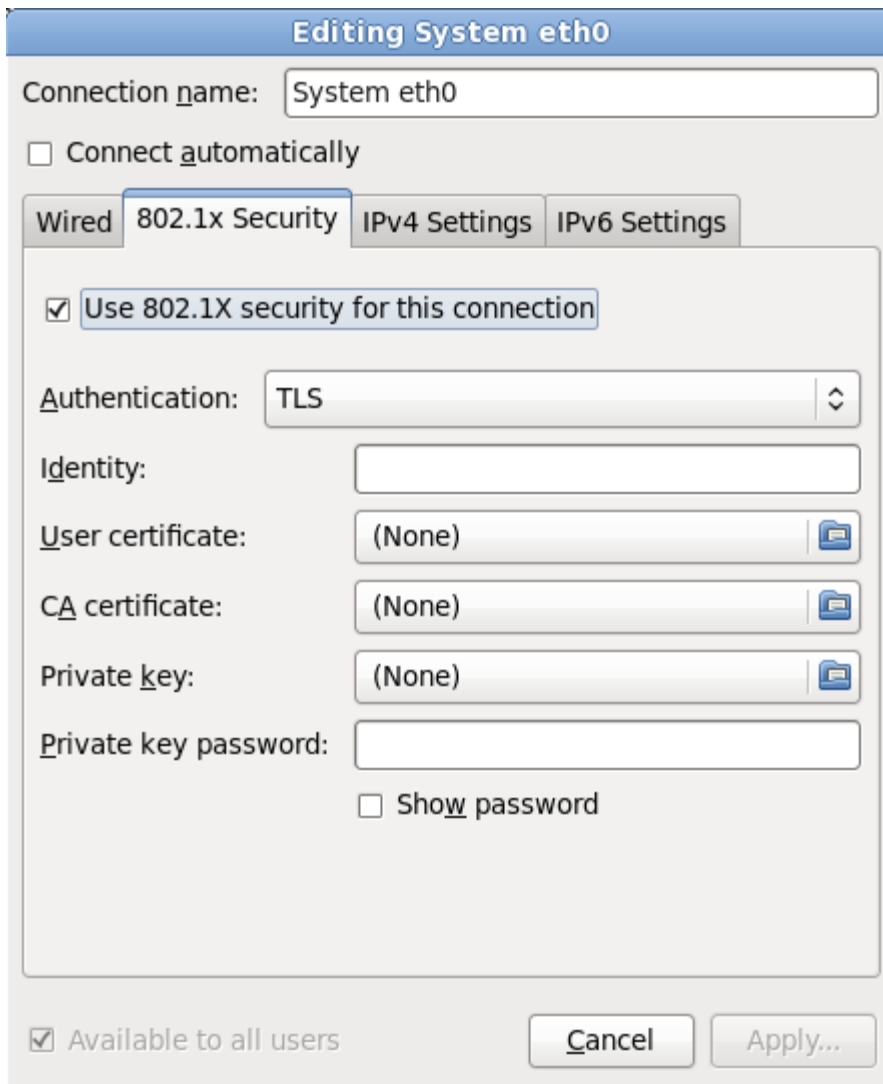 Editing System eth0
Connection name: System eth0
Connect automatically
Wired 802.1x Security IPv4 Settings IPv6 Settings
Use 802.1X security for this connection
Authentication: TLS
Identity:
User certificate: (None)
CA certificate: (None)
Private key: (None)
Private key password:
Show password
Available to all users Cancel Apply...